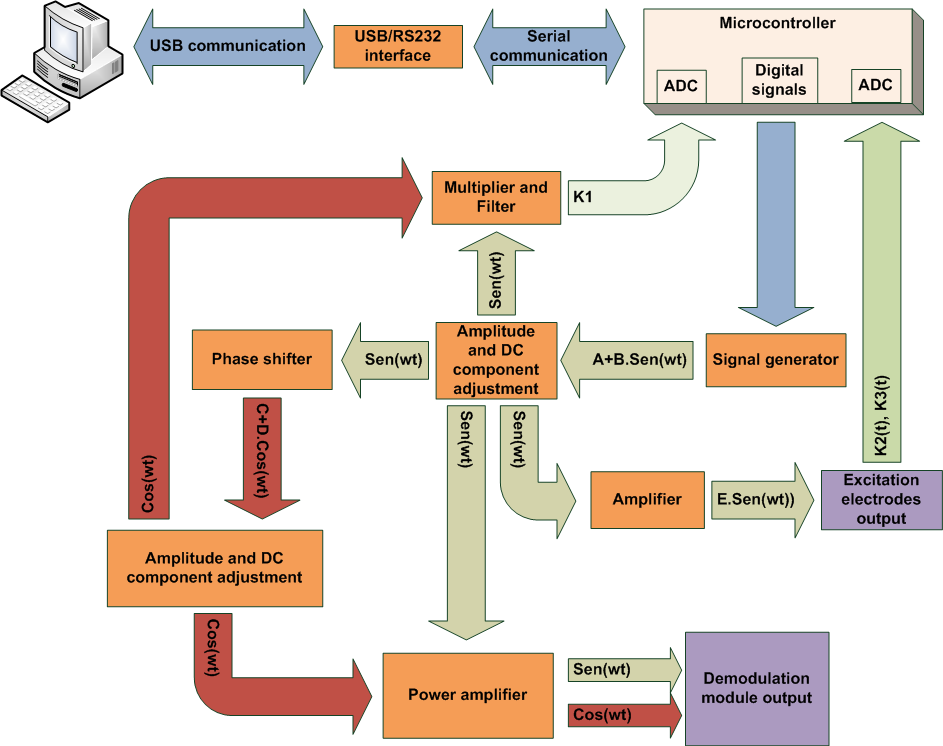 Microcontroller
USB communication
USB/RS232
interface
Serial
communication
ADC
Digital
signals
ADC
Multiplier and
Filter
K1
Sen(wt)
Phase shifter
Sen(wt)
Amplitude
and DC
component
adjustment
A+B.Sen(wt)
Signal generator
K2(t), K3(t)
Cos(wt)
C+D.Cos(wt)
Sen(wt)
Sen(wt)
Amplifier
E.Sen(wt))
Excitation
electrodes
output
Amplitude and DC
component adjustment
Cos(wt)
Power amplifier
Sen(wt)
Cos(wt)
Demodulation
module output